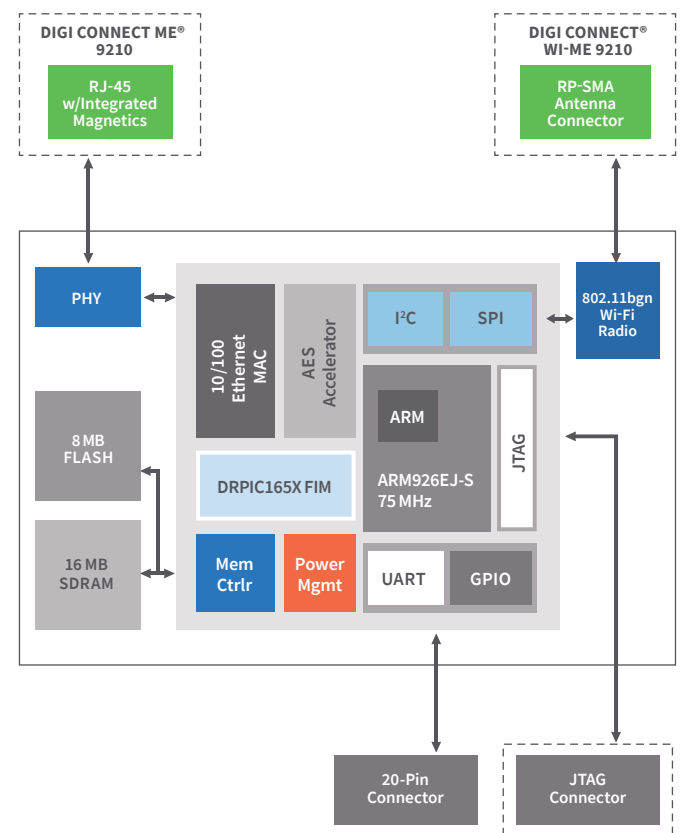 DIGI CONNECT ME®
9210
RJ-45
w/Integrated
Magnetics
DIGI CONNECT®
WI-ME 9210
RP-SMA
Antenna
Connector
PHY
10/100
Ethernet
MAC
AES
Accelerator
I²C
SPI
802.11bgn
Wi-Fi
Radio
8 MB
FLASH
ARM
ARM926EJ-S
75 MHz
JTAG
DRPIC165X FIM
16 MB
SDRAM
Mem
Ctrlr
Power
Mgmt
UART
GPIO
20-Pin
Connector
JTAG
Connector